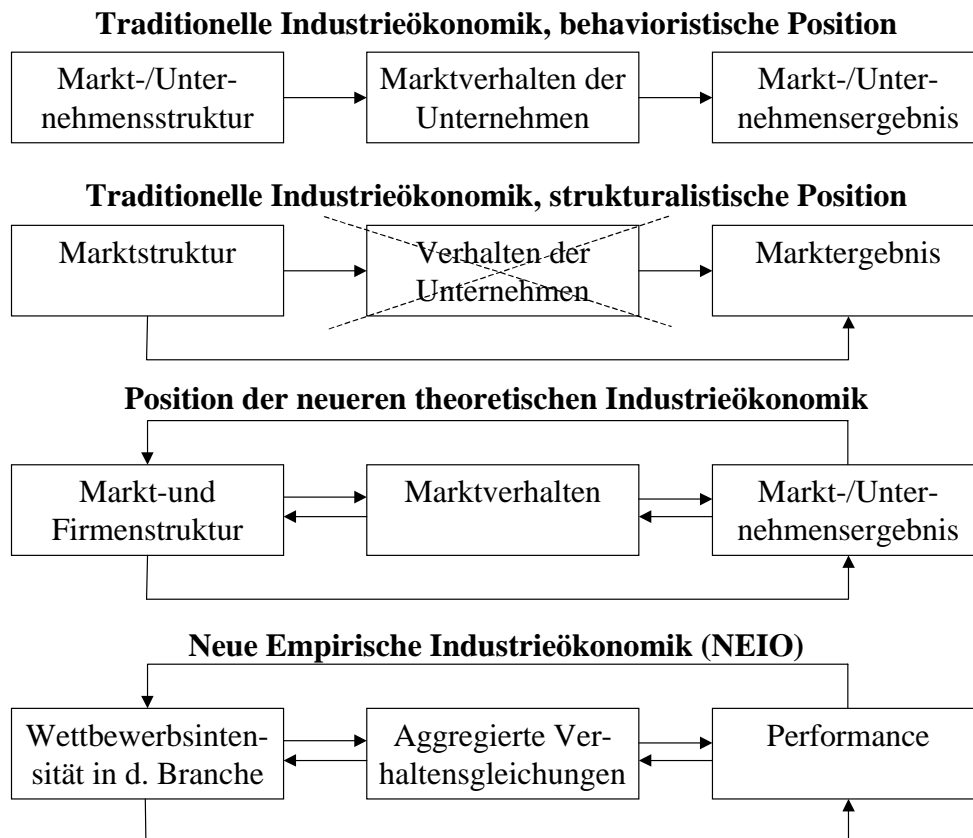 Traditionelle Industrieökonomik, behavioristische Position
Markt-/Unter-
nehmensstruktur
Marktverhalten der
Unternehmen
Markt-/Unter-
nehmensergebnis
Traditionelle Industrieökonomik, strukturalistische Position
Marktstruktur
Verhalten der
Unternehmen
Marktergebnis
Position der neueren theoretischen Industrieökonomik
Markt-und
Firmenstruktur
Marktverhalten
Markt-/Unter-
nehmensergebnis
Neue Empirische Industrieökonomik (NEIO)
Wettbewerbsinten-
sität in d. Branche
Aggregierte Ver-
haltensgleichungen
Performance